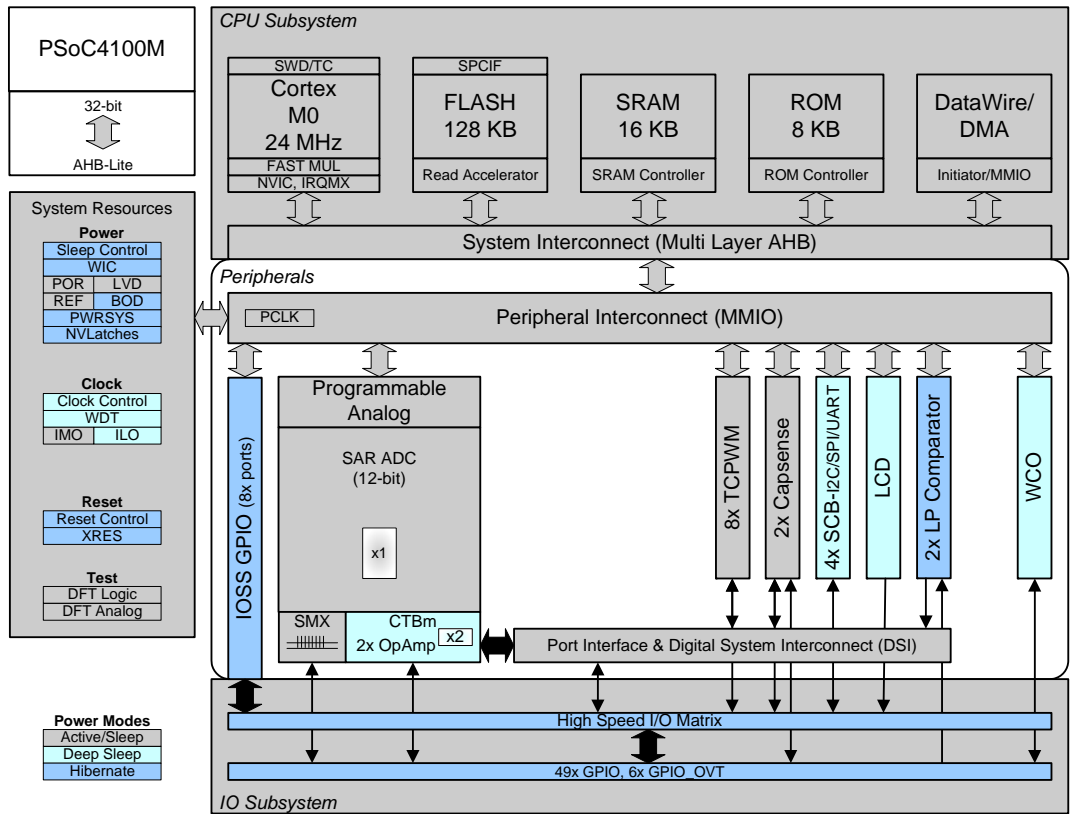 PSoC4100M
32-bit
AHB-Lite
CPU Subsystem
SWD/TC
Cortex
M0
24 MHz
FAST MUL
NVIC, IRQMX
SPCIF
FLASH
128 KB
Read Accelerator
SRAM
16 KB
SRAM Controller
ROM
8 KB
ROM Controller
DataWire/
DMA
Initiator/MMIO
System Interconnect (Multi Layer AHB)
System Resources
Power
Sleep Control
WIC
POR
LVD
REF
BOD
PWRSYS
NVLatches
Clock
Clock Control
WDT
IMO
ILO
Reset
Reset Control
XRES
Test
DFT Logic
DFT Analog
Peripherals
PCLK
Peripheral Interconnect (MMIO)
IOSS GPIO (8x ports)
Programmable
Analog
SAR ADC
(12-bit)
x1
SMX
CTBm
2x OpAmp
x2
8x TCPWM
2x Capsense
4x SCB-I2C/SPI/UART
LCD
2x LP Comparator
WCO
Port Interface & Digital System Interconnect (DSI)
Power Modes
Active/Sleep
Deep Sleep
Hibernate
High Speed I/O Matrix
49x GPIO, 6x GPIO_OVT
IO Subsystem